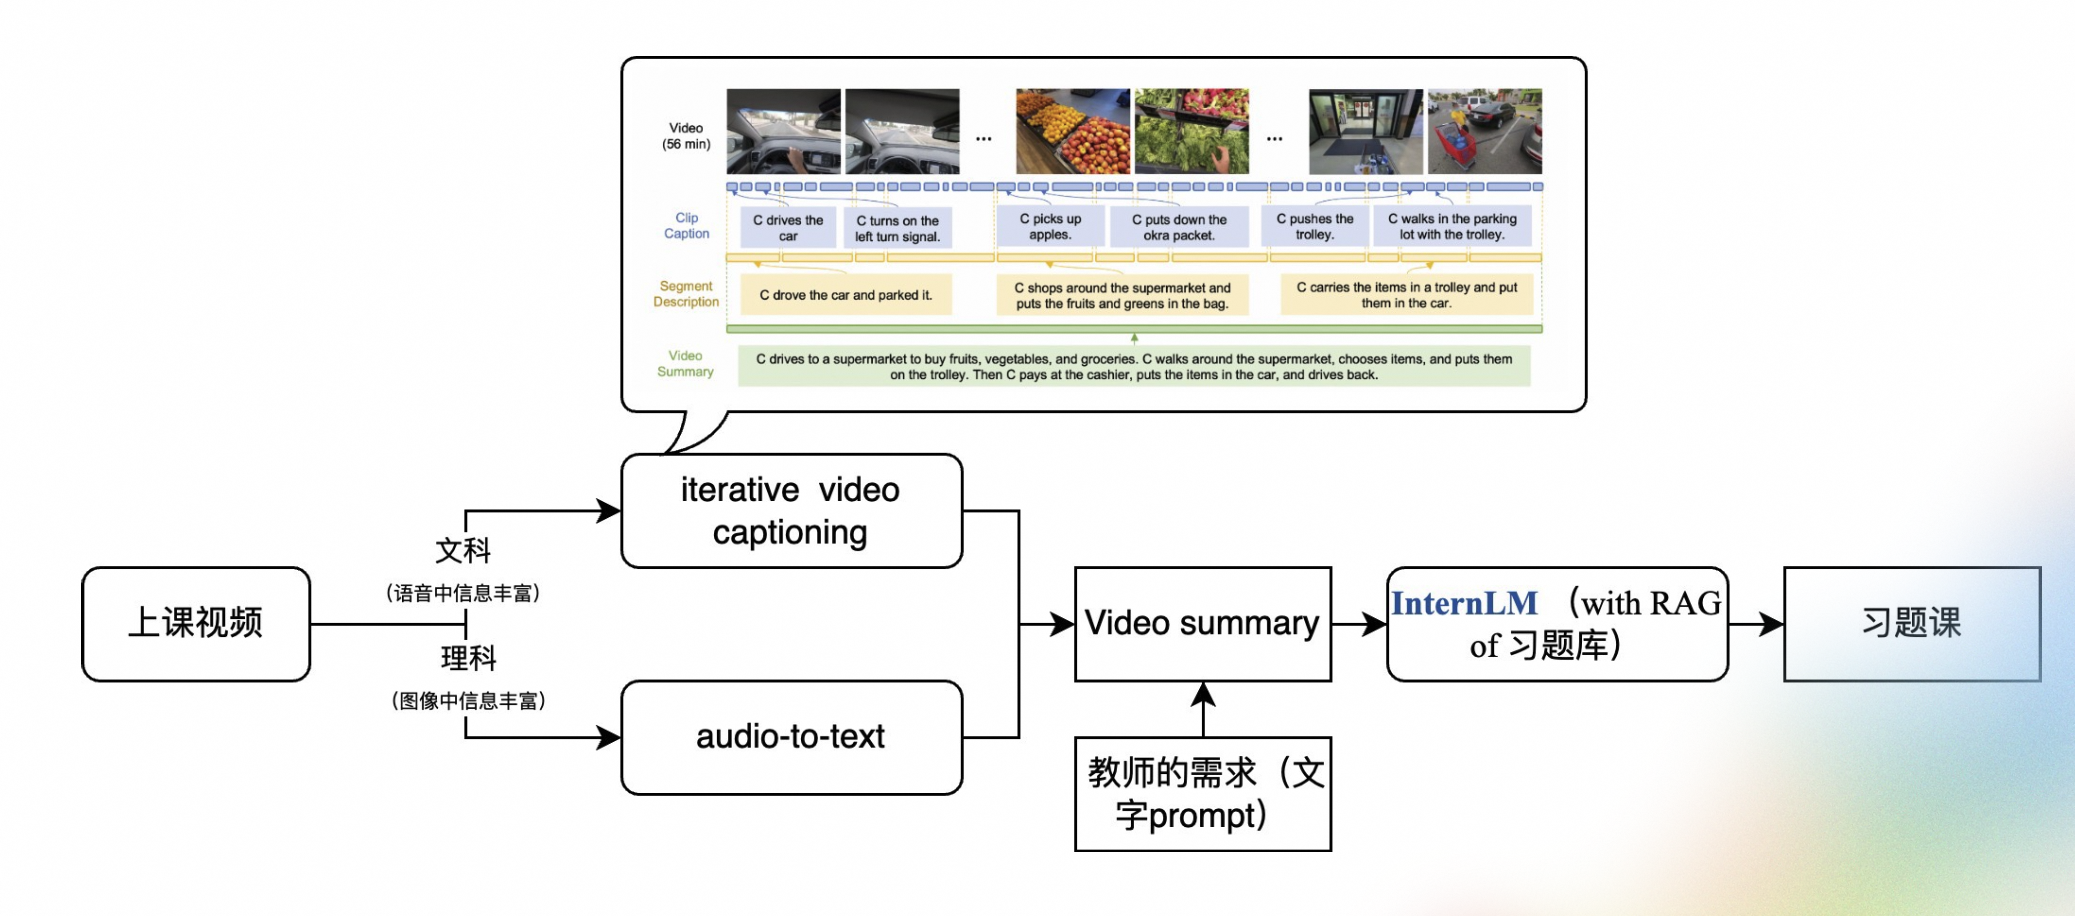 Video
(56 min)
...
...
Clip
Caption
C drives the
car
C turns on the
left turn signal.
C picks up
apples.
C puts down the
okra packet.
C pushes the
trolley.
C walks in the parking
lot with the trolley.
Segment
Description
C drove the car and parked it.
C shops around the supermarket and
puts the fruits and greens in the bag.
C carries the items in a trolley and put
them in the car.
Video
Summary
C drives to a supermarket to buy fruits, vegetables, and groceries. C walks around the supermarket, chooses items, and puts them
on the trolley. Then C pays at the cashier, puts the items in the car, and drives back.
iterative video
captioning
文科
（语音中信息丰富）
上课视频
理科
（图像中信息丰富）
audio-to-text
Video summary
教师的需求（文
字prompt）
InternLM （with RAG
of 习题库）
习题课